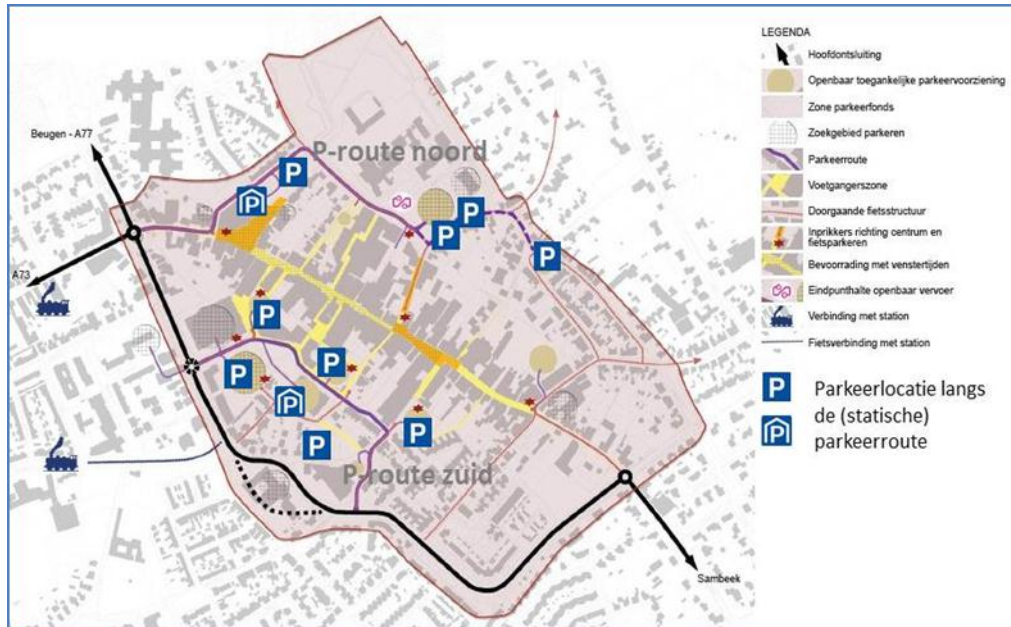 Beugen - A77
A73
P-route noord
P
P
P
P
P
P
P
P
P
P
P
P-route zuid
Sambeek
LEGENDA
Hoofdontsluiting
Openbaar toegankelijke parkeervoorziening
Zone parkeerfonds
Zoekgebied parkeren
Parkeerroute
Voetgangerszone
Doorgaande fietsstructuur
Inprikkers richting centrum en
fietsparkeren
Bevoorrading met venstertijden
Eindpunthalte openbaar vervoer
Verbinding met station
Fietsverbinding met station
P Parkeerlocatie langs
de (statische)
P parkeerroute